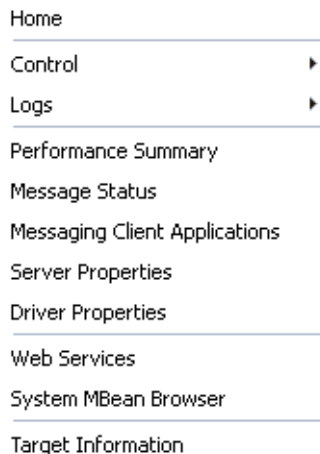 Home
Control
Logs
Performance Summary
Message Status
Messaging Client Applications
Server Properties
Driver Properties
Web Services
System MBean Browser
Target Information